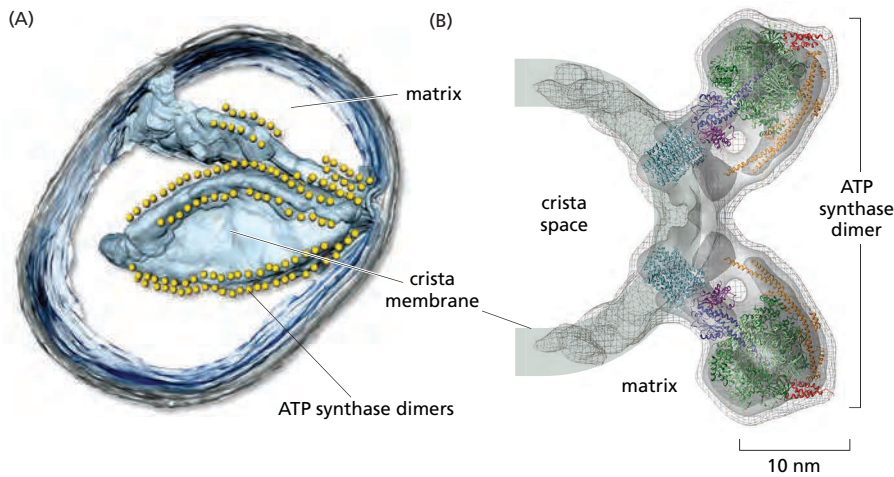 (A)
matrix
crista
membrane
ATP synthase dimers
(B)
crista
space
matrix
ATP
synthase
dimer
10 nm